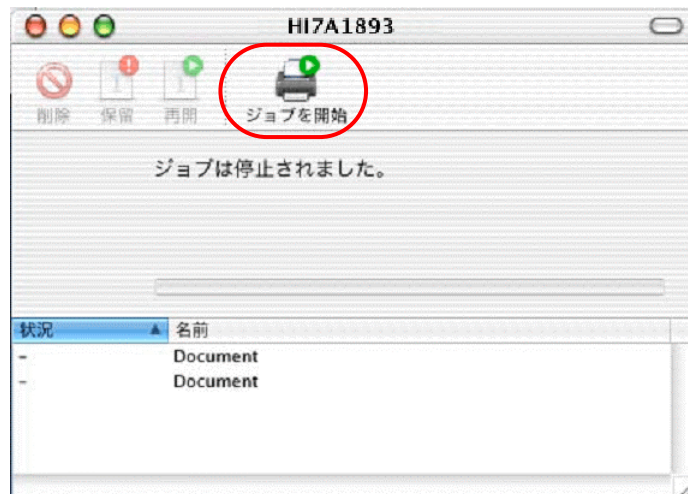 HI7A1893
削除 保留 再開 ジョブを開始
ジョブは停止されました。
状況 名前
- Document
- Document